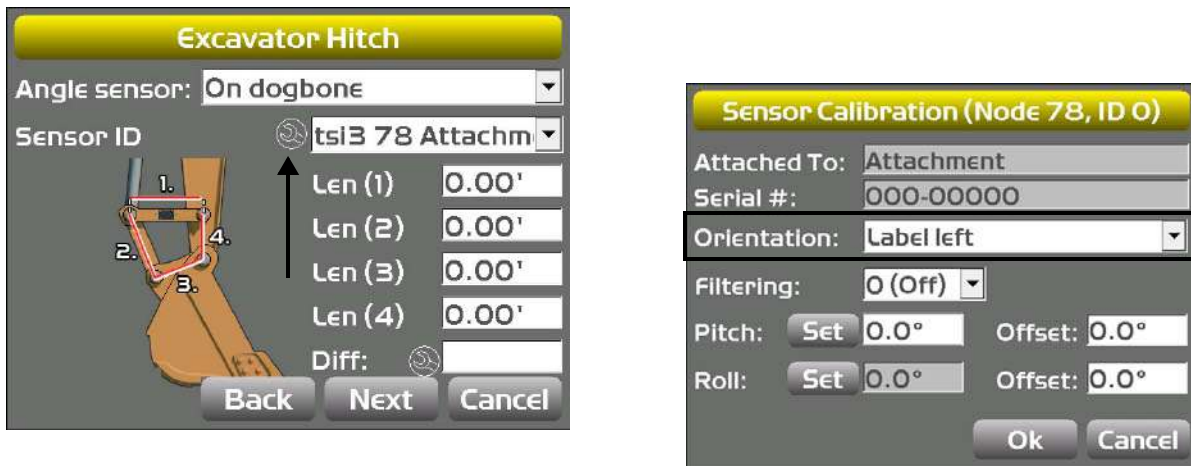 Excavator Hitch
Angle sensor: On dogbone
Sensor ID tsi3 78 Attachm
1.
2.
3.
4.
Len (1) 0.00'
Len (2) 0.00'
Len (3) 0.00'
Len (4) 0.00'
Diff:
Back Next Cancel
Sensor Calibration (Node 78, ID 0)
Attached To: Attachment
Serial #: 000-00000
Orientation: Label left
Filtering: 0 (Off)
Pitch: Set 0.0° Offset: 0.0°
Roll: Set 0.0° Offset: 0.0°
Ok Cancel